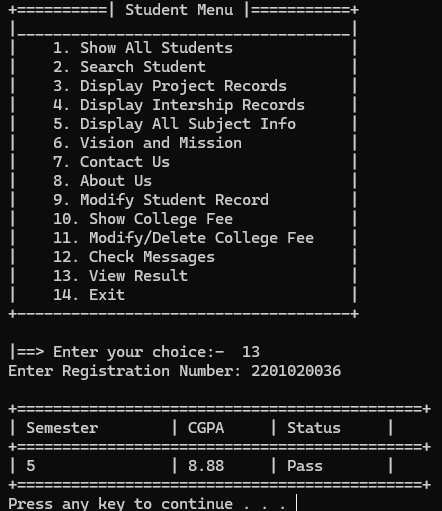 +==========| Student Menu |===========+
|_____________________________________|
|    1. Show All Students             |
|    2. Search Student                |
|    3. Display Project Records       |
|    4. Display Intership Records     |
|    5. Display All Subject Info      |
|    6. Vision and Mission            |
|    7. Contact Us                    |
|    8. About Us                      |
|    9. Modify Student Record         |
|    10. Show College Fee             |
|    11. Modify/Delete College Fee    |
|    12. Check Messages               |
|    13. View Result                  |
|    14. Exit                         |
+-------------------------------------+
|==> Enter your choice:-  13
Enter Registration Number: 2201020036
+=============================================+
| Semester        | CGPA     | Status     |
+=============================================+
| 5               | 8.88     | Pass       |
+=============================================+
Press any key to continue . . .